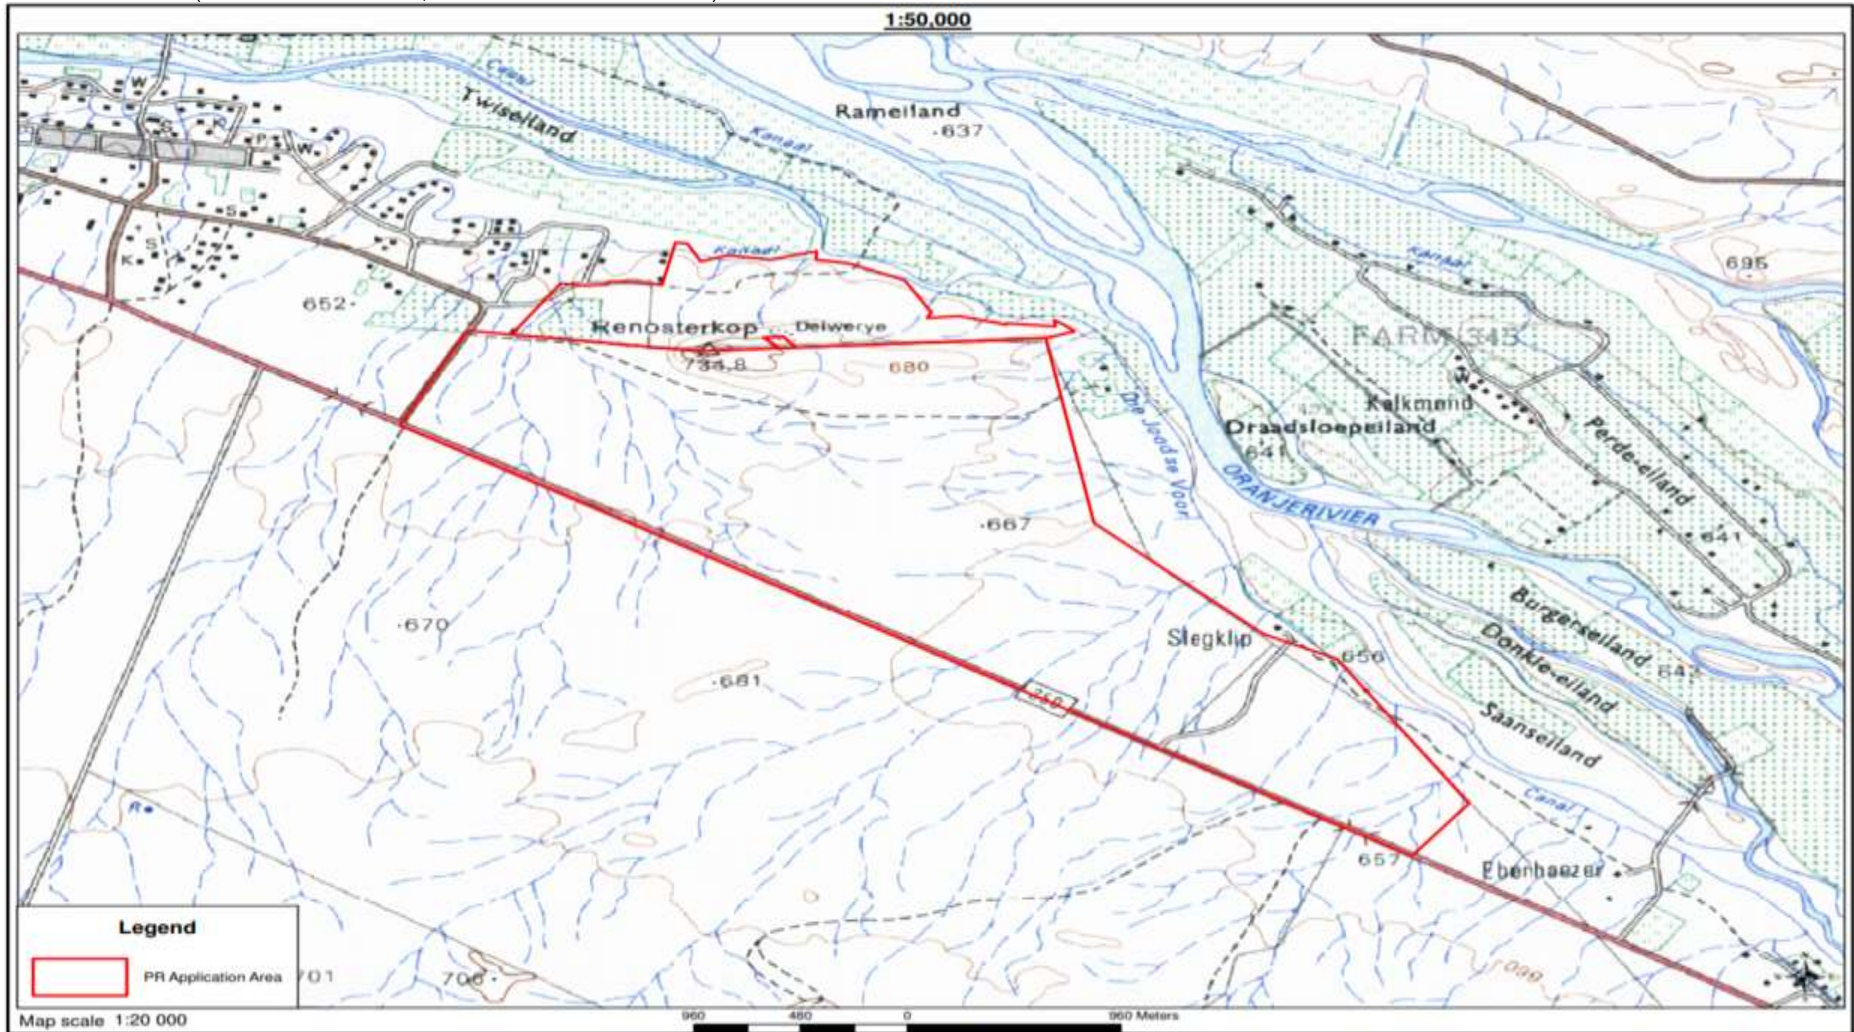 1:50,000
Canal
Twiseiland
Kanaal
Rameiland
637
W
S
P
W
S
K
S
652
Kanaal
Renosterkop
Delwerye
734,8
680
Kanaal
695
FARM 345
Kalkmond
Draadsloepeiland
641
Perde-eiland
Die Joodse Voor
ORANJERIVIER
667
641
670
681
Slegklip
656
Burgerseiland
Donkie-eiland
Saanseiland
Canal
657
Ebenhaezer
R
701
706
Legend
PR Application Area
Map scale 1:20 000
960 480 0 960 Meters